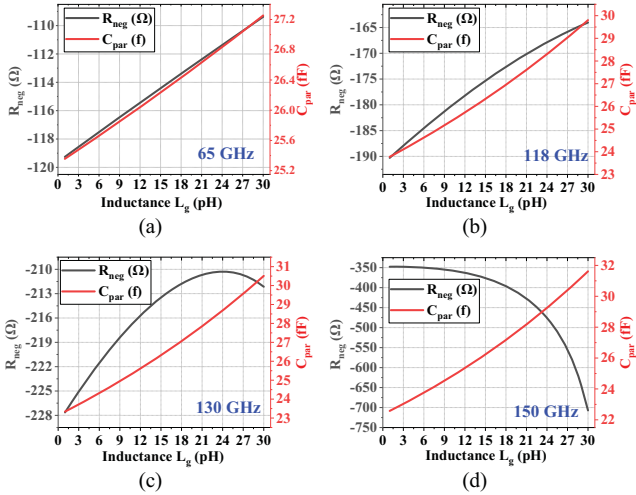 R_neg (Ω)
C_par (f)
-110
-112
-114
-116
-118
-120
R_neg (Ω)
27.2
26.8
26.4
26.0
25.6
25.2
C_par (fF)
65 GHz
0 3 6 9 12 15 18 21 24 27 30
Inductance L_g (pH)
(a)
R_neg (Ω)
C_par (f)
-165
-170
-175
-180
-185
-190
R_neg (Ω)
30
29
28
27
26
25
24
23
C_par (fF)
118 GHz
0 3 6 9 12 15 18 21 24 27 30
Inductance L_g (pH)
(b)
R_neg (Ω)
C_par (f)
-210
-213
-216
-219
-222
-225
-228
R_neg (Ω)
31
30
29
28
27
26
25
24
23
C_par (fF)
130 GHz
0 3 6 9 12 15 18 21 24 27 30
Inductance L_g (pH)
(c)
R_neg (Ω)
C_par (f)
-350
-400
-450
-500
-550
-600
-650
-700
-750
R_neg (Ω)
32
30
28
26
24
22
C_par (fF)
150 GHz
0 3 6 9 12 15 18 21 24 27 30
Inductance L_g (pH)
(d)